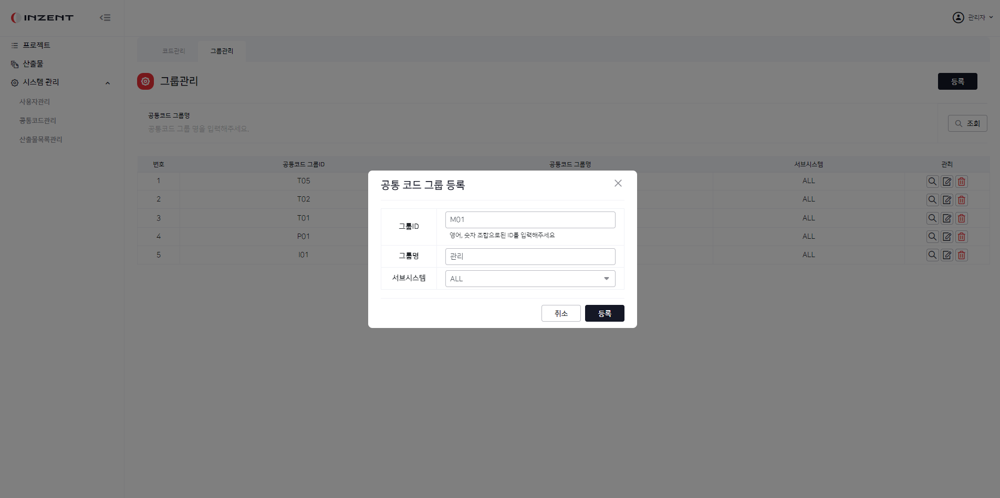 INZENT
관리자
프로젝트
산출물
시스템 관리
사용자관리
공통코드관리
산출물목록관리
코드관리 그룹관리
그룹관리
등록
공통코드 그룹명
공통코드 그룹 명을 입력해주세요.
조회
번호 공통코드 그룹ID 공통코드 그룹명 서브시스템 관리
1 T05 ALL
2 T02 ALL
3 T01 ALL
4 P01 ALL
5 I01 ALL
공통 코드 그룹 등록
그룹ID M01
영어, 숫자 조합으로된 ID를 입력해주세요
그룹명 관리
서브시스템 ALL
취소 등록